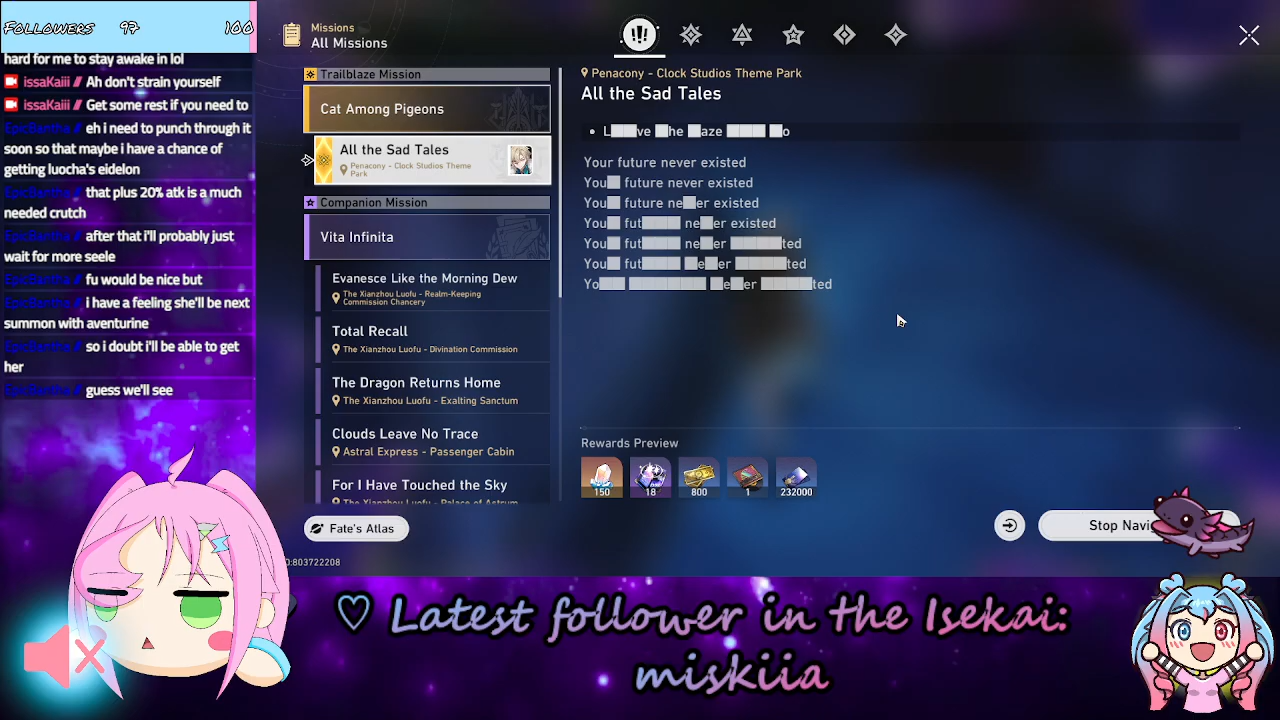 Followers 97 100
hard for me to stay awake in lol
issaKaiii // Ah don't strain yourself
issaKaiii // Get some rest if you need to
EpicBantha // eh i need to punch through it
soon so that maybe i have a chance of
getting luocha's eidelon
EpicBantha // that plus 20% atk is a much
needed crutch
EpicBantha // after that i'll probably just
wait for more seele
EpicBantha // fu would be nice but
EpicBantha // i have a feeling she'll be next
summon with aventurine
EpicBantha // so i doubt i'll be able to get
her
EpicBantha // guess we'll see
Missions
All Missions
Trailblaze Mission
Cat Among Pigeons
All the Sad Tales
Penacony - Clock Studios Theme
Park
Companion Mission
Vita Infinita
Evanesce Like the Morning Dew
The Xianzhou Luofu - Realm-Keeping
Commission Chancery
Total Recall
The Xianzhou Luofu - Divination Commission
The Dragon Returns Home
The Xianzhou Luofu - Exalting Sanctum
Clouds Leave No Trace
Astral Express - Passenger Cabin
For I Have Touched the Sky
The Xianzhou Luofu - Palace of Astrum
Fate's Atlas
Penacony - Clock Studios Theme Park
All the Sad Tales
• L██ve █he █aze ████ █o
Your future never existed
You█ future never existed
You█ future ne█er existed
You█ fut███ ne█er existed
You█ fut███ ne█er █████ted
You█ fut███ █e█er █████ted
Yo██ ██████ █e█er █████ted
Rewards Preview
150 18 800 1 232000
Stop Navi
D:803722208
♡ Latest follower in the Isekai:
miskiia